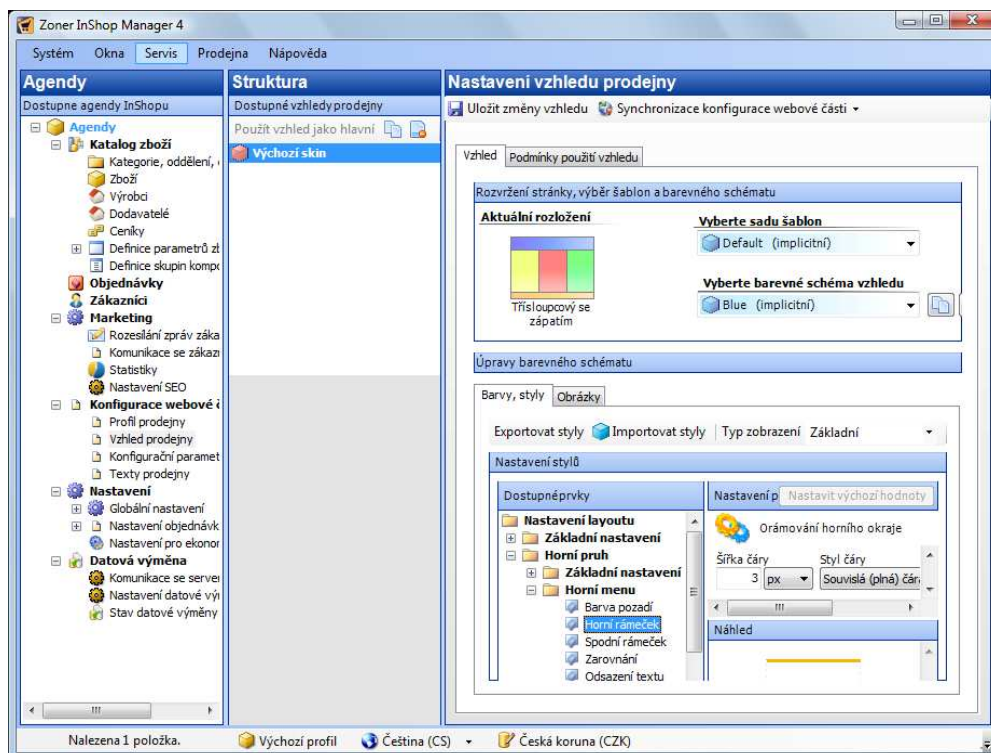 Zoner InShop Manager 4
Systém Okna Servis Prodejna Nápověda
Agendy
Dostupne agendy InShopu
Agendy
Katalog zboží
Kategorie, oddělení,
Zboží
Výrobci
Dodavatelé
Ceníky
Definice parametrů zb
Definice skupin kompo
Objednávky
Zákazníci
Marketing
Rozesílání zpráv záka
Komunikace se zákazn
Statistiky
Nastavení SEO
Konfigurace webové č
Profil prodejny
Vzhled prodejny
Konfigurační paramet
Texty prodejny
Nastavení
Globální nastavení
Nastavení objednávk
Nastavení pro ekonor
Datová výměna
Komunikace se server
Nastavení datové vým
Stav datové výměny
Struktura
Dostupné vzhledy prodejny
Použít vzhled jako hlavní
Výchozí skin
Nastavení vzhledu prodejny
Uložit změny vzhledu Synchronizace konfigurace webové části
Vzhled Podmínky použití vzhledu
Rozvržení stránky, výběr šablon a barevného schématu
Aktuální rozložení
Třísloupcový se
zápatím
Vyberte sadu šablon
Default (implicitní)
Vyberte barevné schéma vzhledu
Blue (implicitní)
Úpravy barevného schématu
Barvy, styly Obrázky
Exportovat styly Importovat styly Typ zobrazení Základní
Nastavení stylů
Dostupné prvky
Nastavení layoutu
Základní nastavení
Horní pruh
Základní nastavení
Horní menu
Barva pozadí
Horní rámeček
Spodní rámeček
Zarovnání
Odsazení textu
Nastavení p Nastavit výchozí hodnoty
Orámování horního okraje
Šířka čáry Styl čáry
3 px Souvislá (plná) čár
Náhled
Nalezena 1 položka. Výchozí profil Čeština (CS) Česká koruna (CZK)